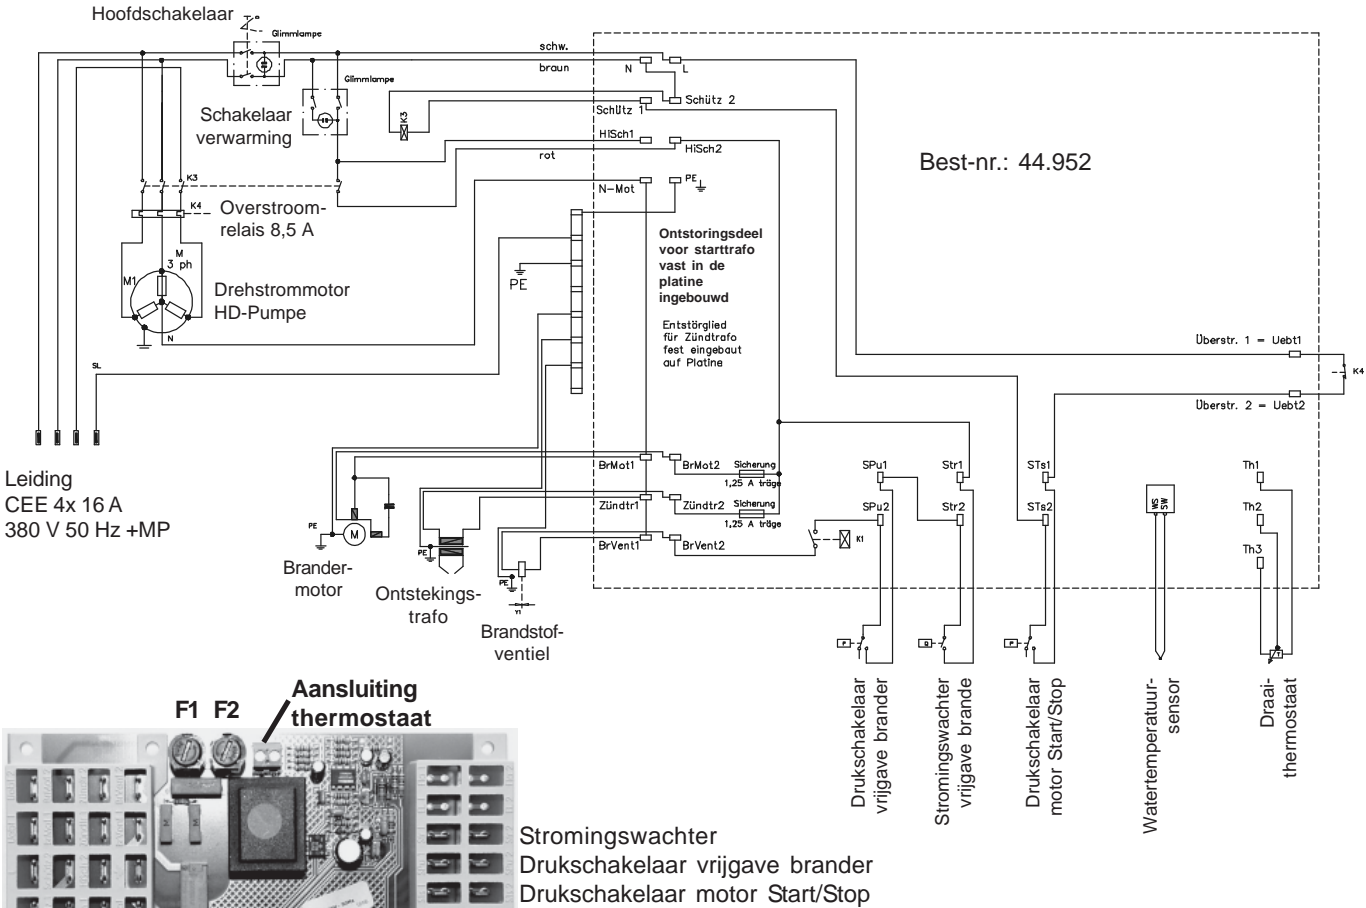 Hoofdschakelaar
Glimmlampe
schw.
braun
N
L
Glimmlampe
Schakelaar
verwarming
K3
Schütz 1
Schütz 2
HiSch1
HiSch2
rot
Best-nr.: 44.952
K3
N-Mot
PE
K4
Overstroom-
relais 8,5 A
M
3 ph
M1
Drehstrommotor
HD-Pumpe
N
PE
Ontstoringsdeel
voor starttrafo
vast in de
platine
ingebouwd
Entstörglied
für Zündtrafo
fest eingebaut
auf Platine
SL
Überstr. 1 = Uebt1
K4
Überstr. 2 = Uebt2
Leiding
CEE 4x 16 A
380 V 50 Hz +MP
BrMot1
BrMot2
Sicherung
1,25 A träge
Zündtr1
Zündtr2
Sicherung
1,25 A träge
BrVent1
BrVent2
SPu1
Str1
STs1
Th1
SPu2
Str2
STs2
Th2
Th3
WS
SW
K1
PE
M
PE
PE
Y1
Brander-
motor
Ontstekings-
trafo
Brandstof-
ventiel
P
Q
P
T
Drukschakelaar
vrijgave brander
Stromingswachter
vrijgave brande
Drukschakelaar
motor Start/Stop
Watertemperatuur-
sensor
Draai-
thermostaat
F1 F2
Aansluiting
thermostaat
Stromingswachter
Drukschakelaar vrijgave brander
Drukschakelaar motor Start/Stop